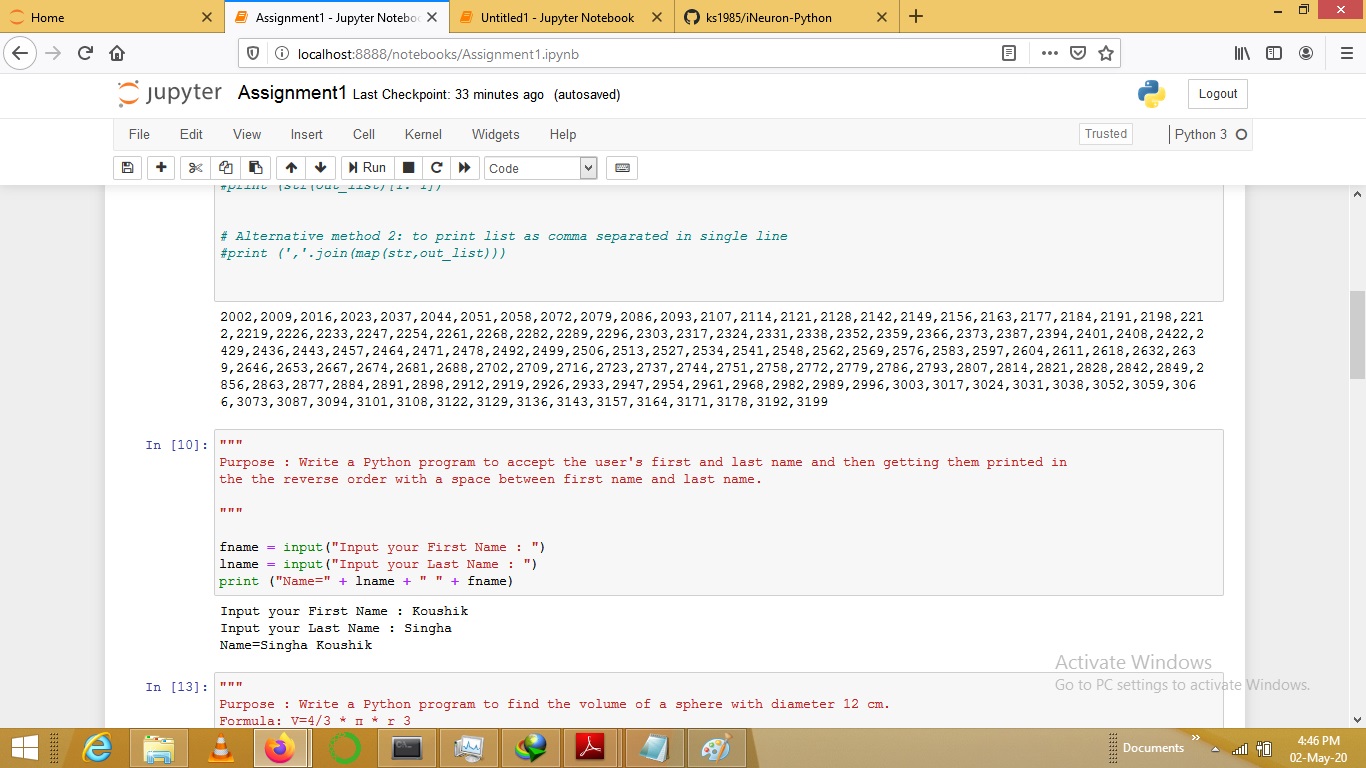 Home
Assignment1 - Jupyter Notebo
Untitled1 - Jupyter Notebook
ks1985/iNeuron-Python
localhost:8888/notebooks/Assignment1.ipynb
jupyter Assignment1 Last Checkpoint: 33 minutes ago (autosaved)
Logout
File Edit View Insert Cell Kernel Widgets Help
Trusted
Python 3
Run
Code
#print (str(out_list)[1:-1])
# Alternative method 2: to print list as comma separated in single line
#print (','.join(map(str,out_list)))
2002,2009,2016,2023,2037,2044,2051,2058,2072,2079,2086,2093,2107,2114,2121,2128,2142,2149,2156,2163,2177,2184,2191,2198,221
2,2219,2226,2233,2247,2254,2261,2268,2282,2289,2296,2303,2317,2324,2331,2338,2352,2359,2366,2373,2387,2394,2401,2408,2422,2
429,2436,2443,2457,2464,2471,2478,2492,2499,2506,2513,2527,2534,2541,2548,2562,2569,2576,2583,2597,2604,2611,2618,2632,263
9,2646,2653,2667,2674,2681,2688,2702,2709,2716,2723,2737,2744,2751,2758,2772,2779,2786,2793,2807,2814,2821,2828,2842,2849,2
856,2863,2877,2884,2891,2898,2912,2919,2926,2933,2947,2954,2961,2968,2982,2989,2996,3003,3017,3024,3031,3038,3052,3059,306
6,3073,3087,3094,3101,3108,3122,3129,3136,3143,3157,3164,3171,3178,3192,3199
In [10]:
"""
Purpose : Write a Python program to accept the user's first and last name and then getting them printed in
the the reverse order with a space between first name and last name.
"""
fname = input("Input your First Name : ")
lname = input("Input your Last Name : ")
print ("Name=" + lname + " " + fname)
Input your First Name : Koushik
Input your Last Name : Singha
Name=Singha Koushik
In [13]:
"""
Purpose : Write a Python program to find the volume of a sphere with diameter 12 cm.
Formula: V=4/3 * π * r 3
Activate Windows
Go to PC settings to activate Windows.
Documents
4:46 PM
02-May-20